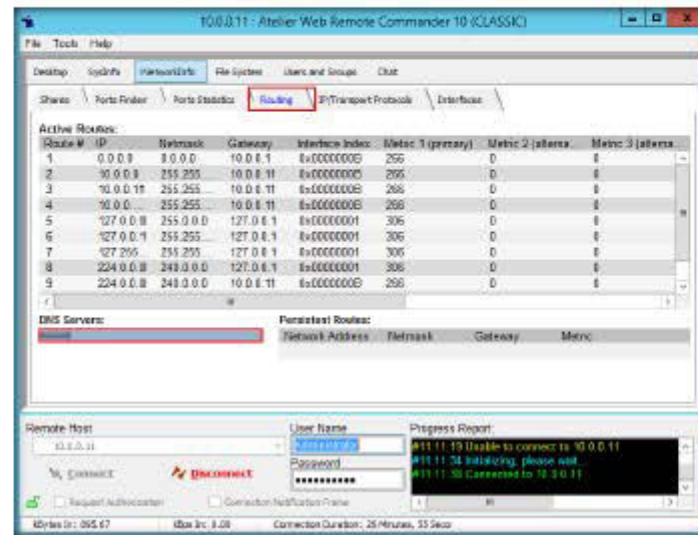 10.0.0.11 : Atelier Web Remote Commander 10 (CLASSIC)
File Tools Help
Desktop SysInfo NetworkInfo File System Users and Groups Chat
Shares Ports Finder Ports Statistics Routing IP/Transport Protocols Interfaces
Active Routes:
Route # IP Netmask Gateway Interface Index Metric 1 (primary) Metric 2 (alterna... Metric 3 (alterna...
1 0.0.0.0 0.0.0.0 10.0.0.1 0x0000000B 266 0 0
2 10.0.0.0 255.255.... 10.0.0.11 0x0000000B 266 0 0
3 10.0.0.11 255.255.... 10.0.0.11 0x0000000B 266 0 0
4 10.0.0.... 255.255.... 10.0.0.11 0x0000000B 266 0 0
5 127.0.0.0 255.0.0.0 127.0.0.1 0x00000001 306 0 0
6 127.0.0.1 255.255.... 127.0.0.1 0x00000001 306 0 0
7 127.255.... 255.255.... 127.0.0.1 0x00000001 306 0 0
8 224.0.0.0 240.0.0.0 127.0.0.1 0x00000001 306 0 0
9 224.0.0.0 240.0.0.0 10.0.0.11 0x0000000B 266 0 0
DNS Servers: Persistent Routes:
Network Address Netmask Gateway Metric
Remote Host User Name Progress Report:
10.0.0.11 Administrator #11:11:19 Unable to connect to 10.0.0.11
Password #11:11:34 Initializing, please wait...
Connect Disconnect ********** #11:11:38 Connected to 10.0.0.11
Request Authorization Connection Notification Frame
kBytes In: 095.67 kBps In: 0.00 Connection Duration: 26 Minutes, 53 Seco